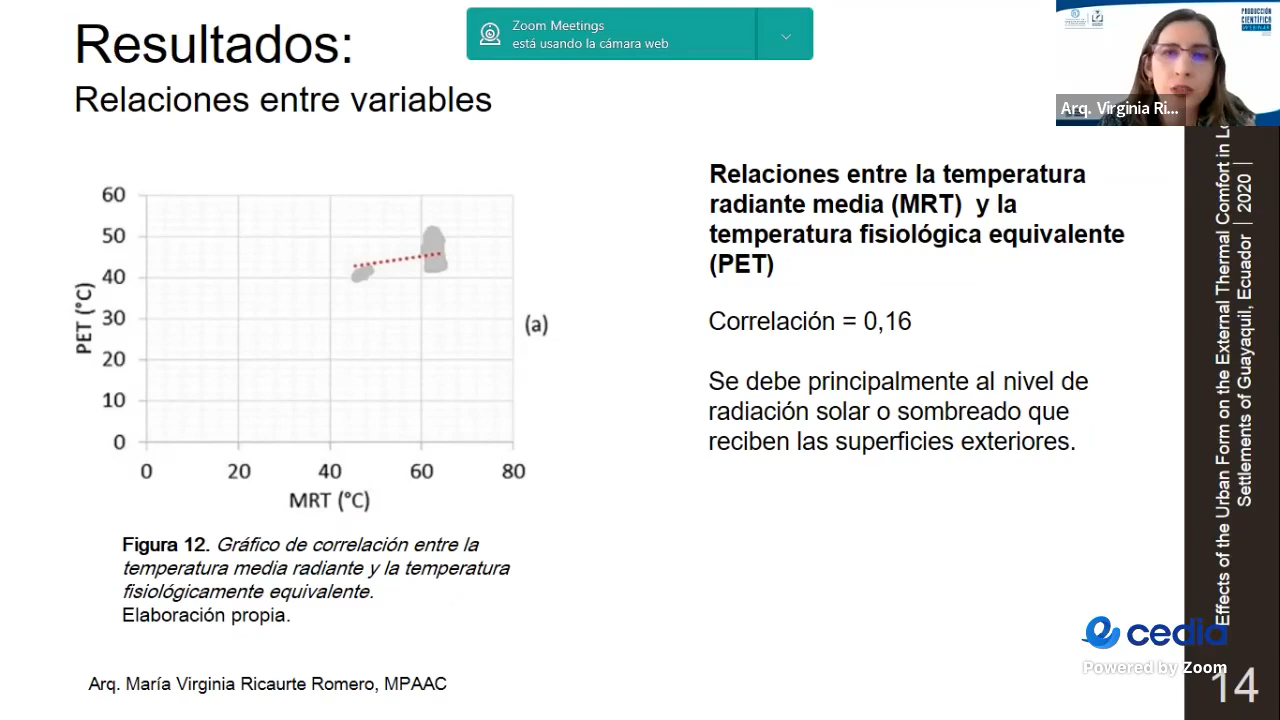 Resultados:
Relaciones entre variables
Zoom Meetings
está usando la cámara web
PRODUCCIÓN
CIENTÍFICA
WEBINAR
Arq. Virginia Ri...
60
50
40
30
20
10
0
PET (°C)
0 20 40 60 80
MRT (°C)
(a)
Figura 12. Gráfico de correlación entre la
temperatura media radiante y la temperatura
fisiológicamente equivalente.
Elaboración propia.
Relaciones entre la temperatura
radiante media (MRT) y la
temperatura fisiológica equivalente
(PET)
Correlación = 0,16
Se debe principalmente al nivel de
radiación solar o sombreado que
reciben las superficies exteriores.
Effects of the Urban Form on the External Thermal Comfort in
Settlements of Guayaquil, Ecuador | 2020 |
cedia
Powered by Zoom
Arq. María Virginia Ricaurte Romero, MPAAC
14